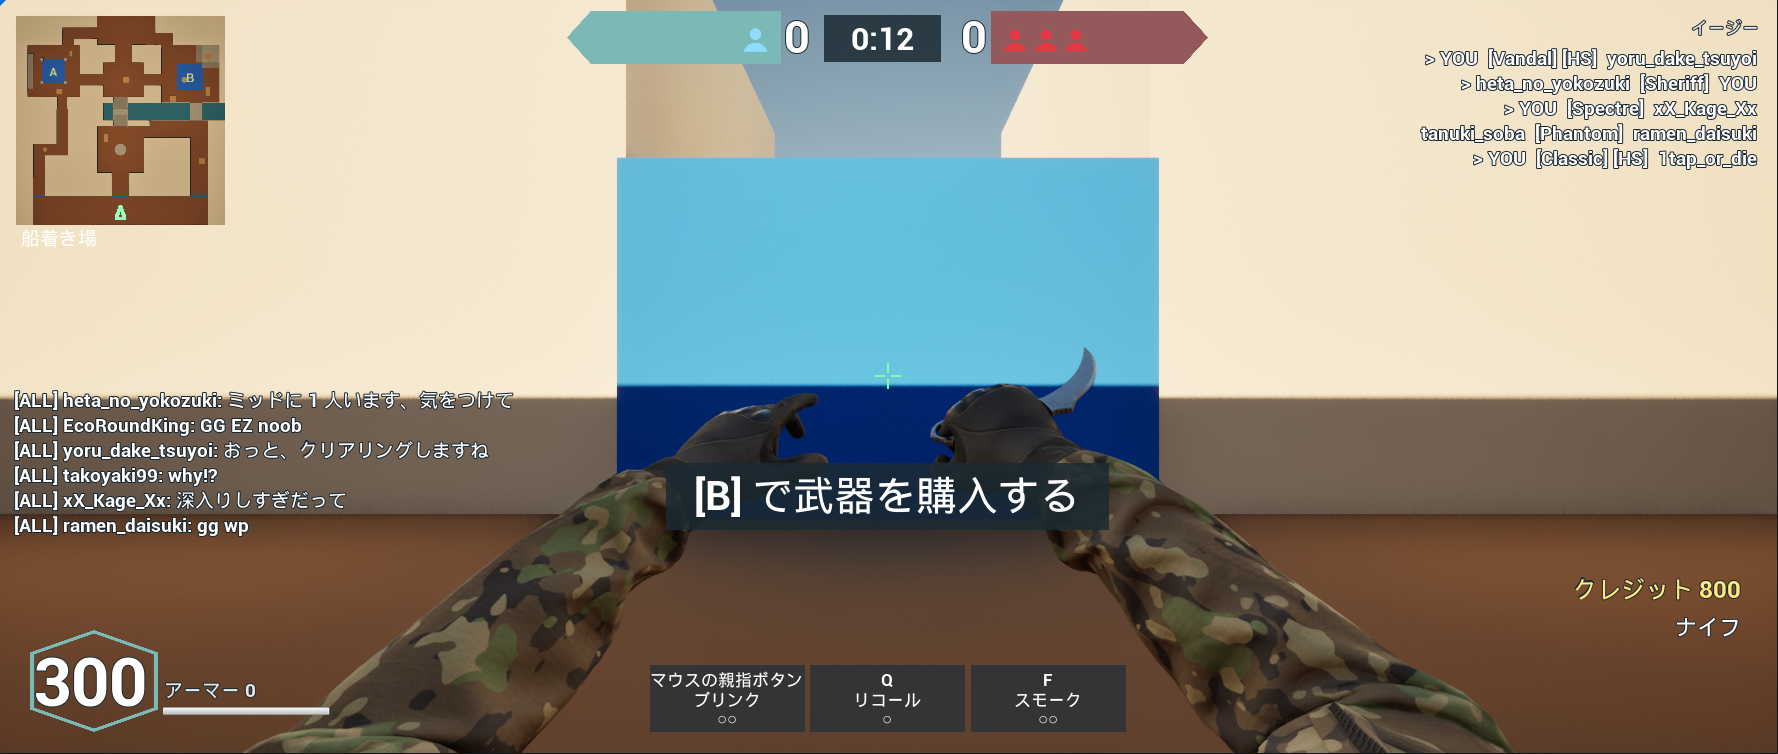 A
B
船着き場
0
0:12
0
イージー
> YOU [Vandal] [HS] yoru_dake_tsuyoi
> heta_no_yokozuki [Sheriff] YOU
> YOU [Spectre] xX_Kage_Xx
tanuki_soba [Phantom] ramen_daisuki
> YOU [Classic] [HS] 1tap_or_die
[ALL] heta_no_yokozuki: ミッドに 1 人います、気をつけて
[ALL] EcoRoundKing: GG EZ noob
[ALL] yoru_dake_tsuyoi: おっと、クリアリングしますね
[ALL] takoyaki99: why!?
[ALL] xX_Kage_Xx: 深入りしすぎだって
[ALL] ramen_daisuki: gg wp
[B] で武器を購入する
クレジット 800
ナイフ
300
アーマー 0
マウスの親指ボタン
ブリンク
Q
リコール
F
スモーク